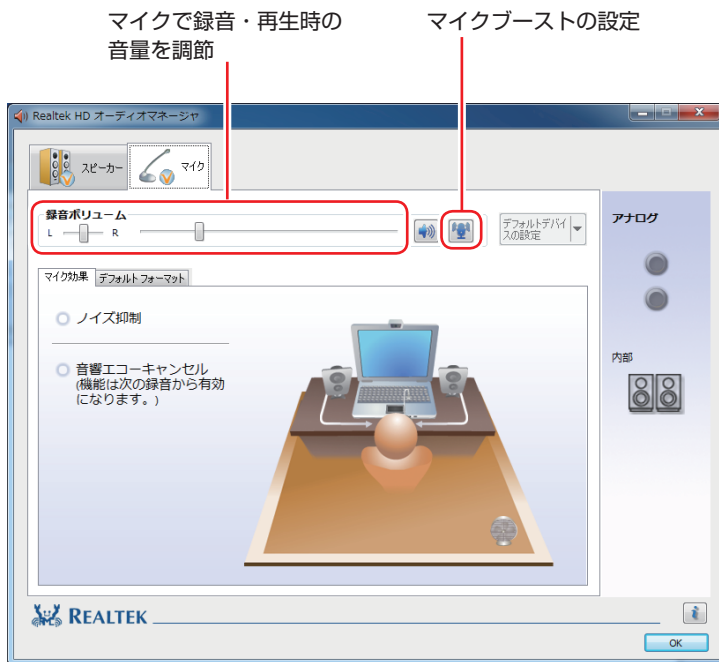 マイクで録音・再生時の
音量を調節
マイクブーストの設定
Realtek HD オーディオマネージャ
スピーカー
マイク
録音ボリューム
L
R
デフォルトデバイ
スの設定
アナログ
マイク効果
デフォルトフォーマット
ノイズ抑制
音響エコーキャンセル
(機能は次の録音から有効
になります。)
内部
REALTEK
OK